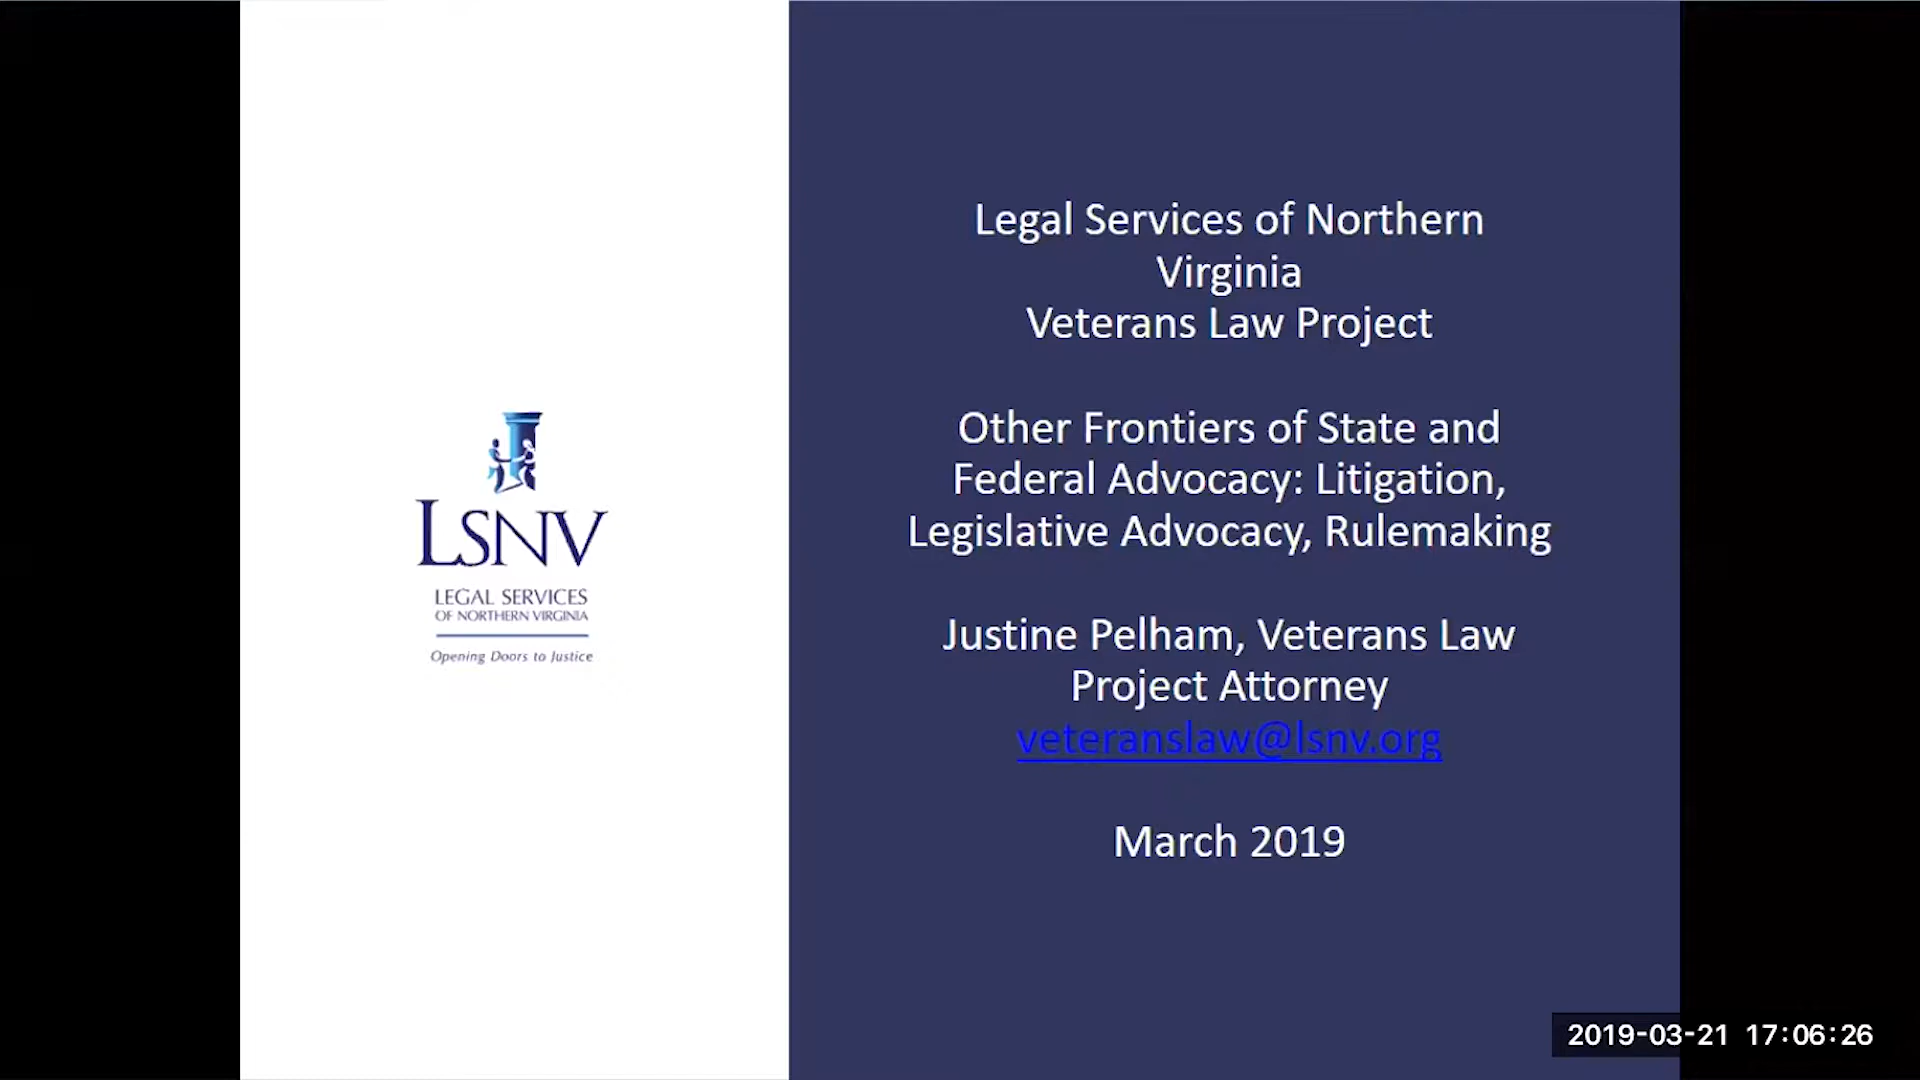 LSNV
LEGAL SERVICES
OF NORTHERN VIRGINIA
Opening Doors to Justice
Legal Services of Northern
Virginia
Veterans Law Project
Other Frontiers of State and
Federal Advocacy: Litigation,
Legislative Advocacy, Rulemaking
Justine Pelham, Veterans Law
Project Attorney
veteranslaw@lsnv.org
March 2019
2019-03-21 17:06:26